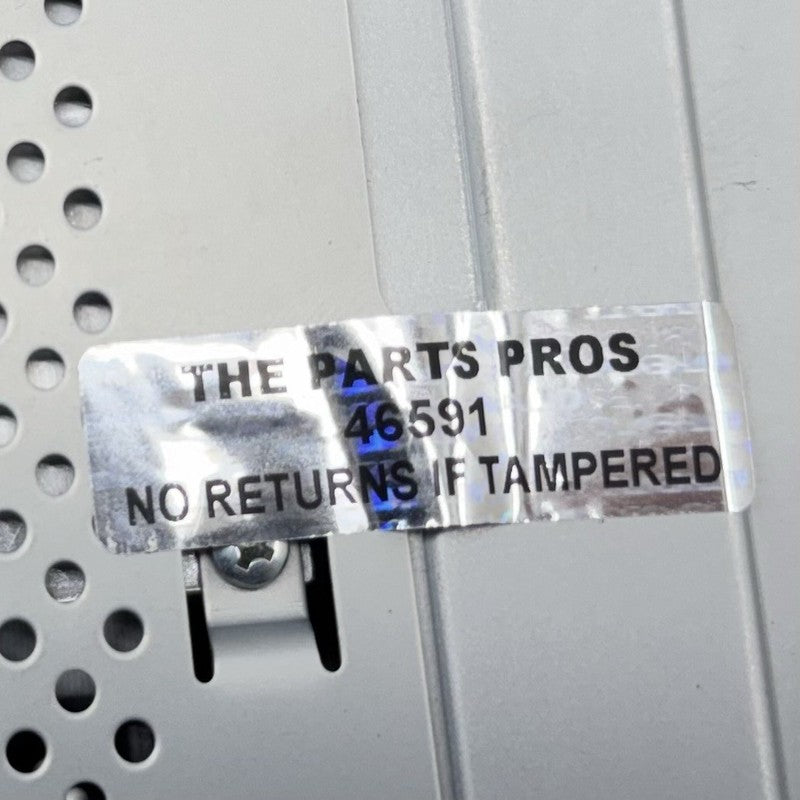 THE PARTS PROS
46591
NO RETURNS IF TAMPERED